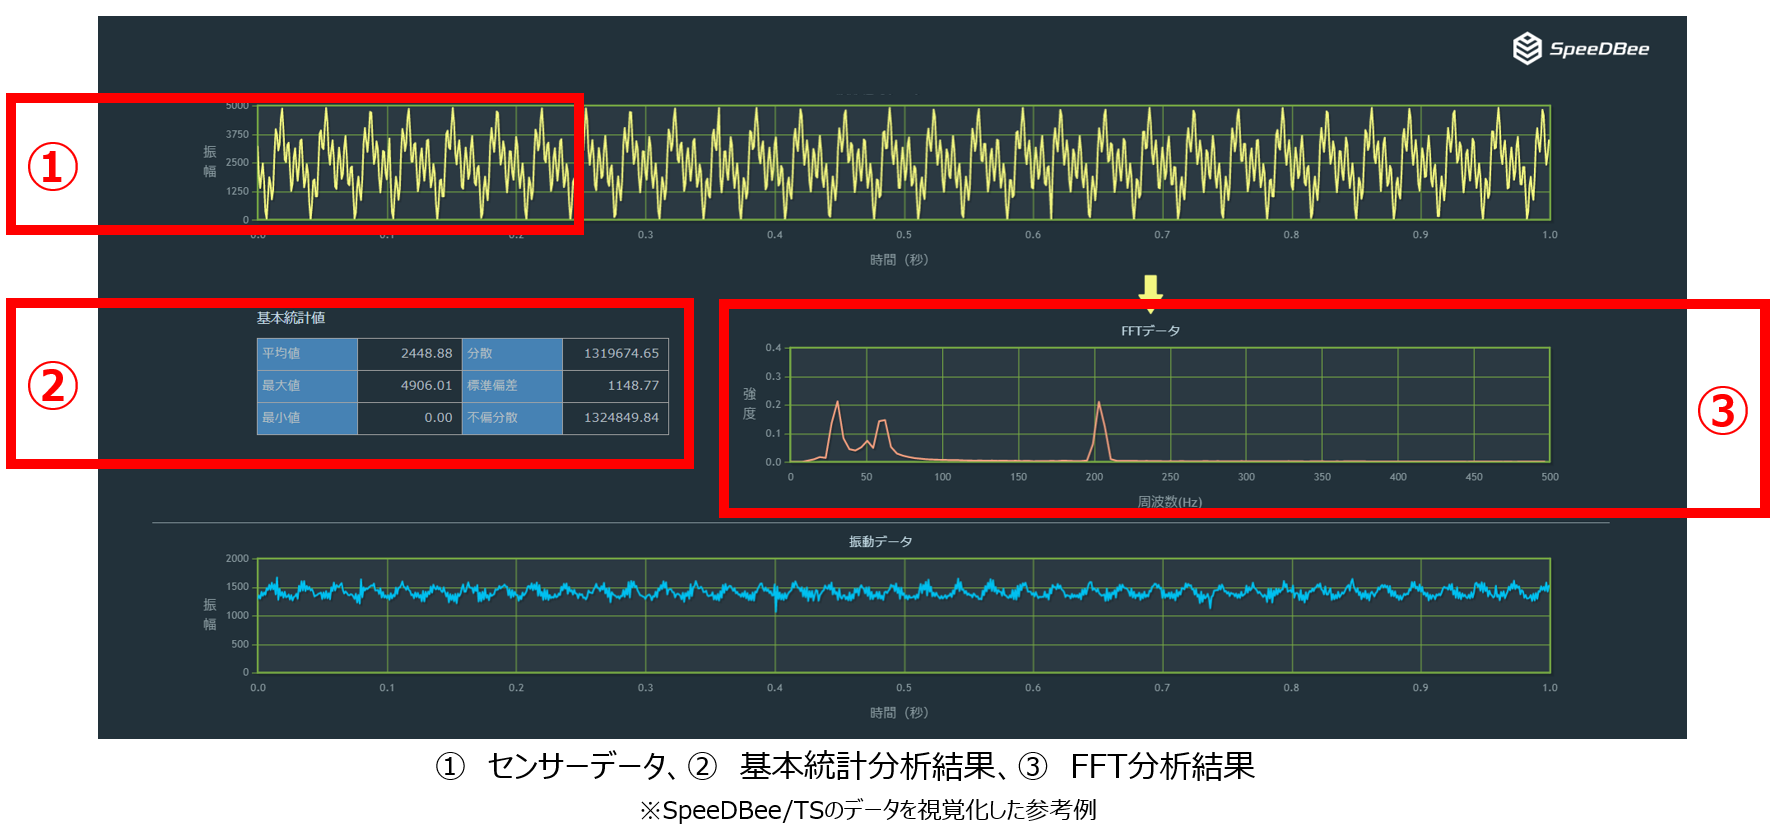 SpeeDBee
①
5000
3750
2500
1250
0
振幅
0.0 0.1 0.2 0.3 0.4 0.5 0.6 0.7 0.8 0.9 1.0
時間（秒）
②
基本統計値
平均値 2448.88 分散 1319674.65
最大値 4906.01 標準偏差 1148.77
最小値 0.00 不偏分散 1324849.84
③
FFTデータ
0.4
0.3
0.2
0.1
0.0
強度
0 50 100 150 200 250 300 350 400 450 500
周波数(Hz)
振動データ
2000
1500
1000
500
0
振幅
0.0 0.1 0.2 0.3 0.4 0.5 0.6 0.7 0.8 0.9 1.0
時間（秒）
① センサーデータ、② 基本統計分析結果、③ FFT分析結果
※SpeeDBee/TSのデータを視覚化した参考例